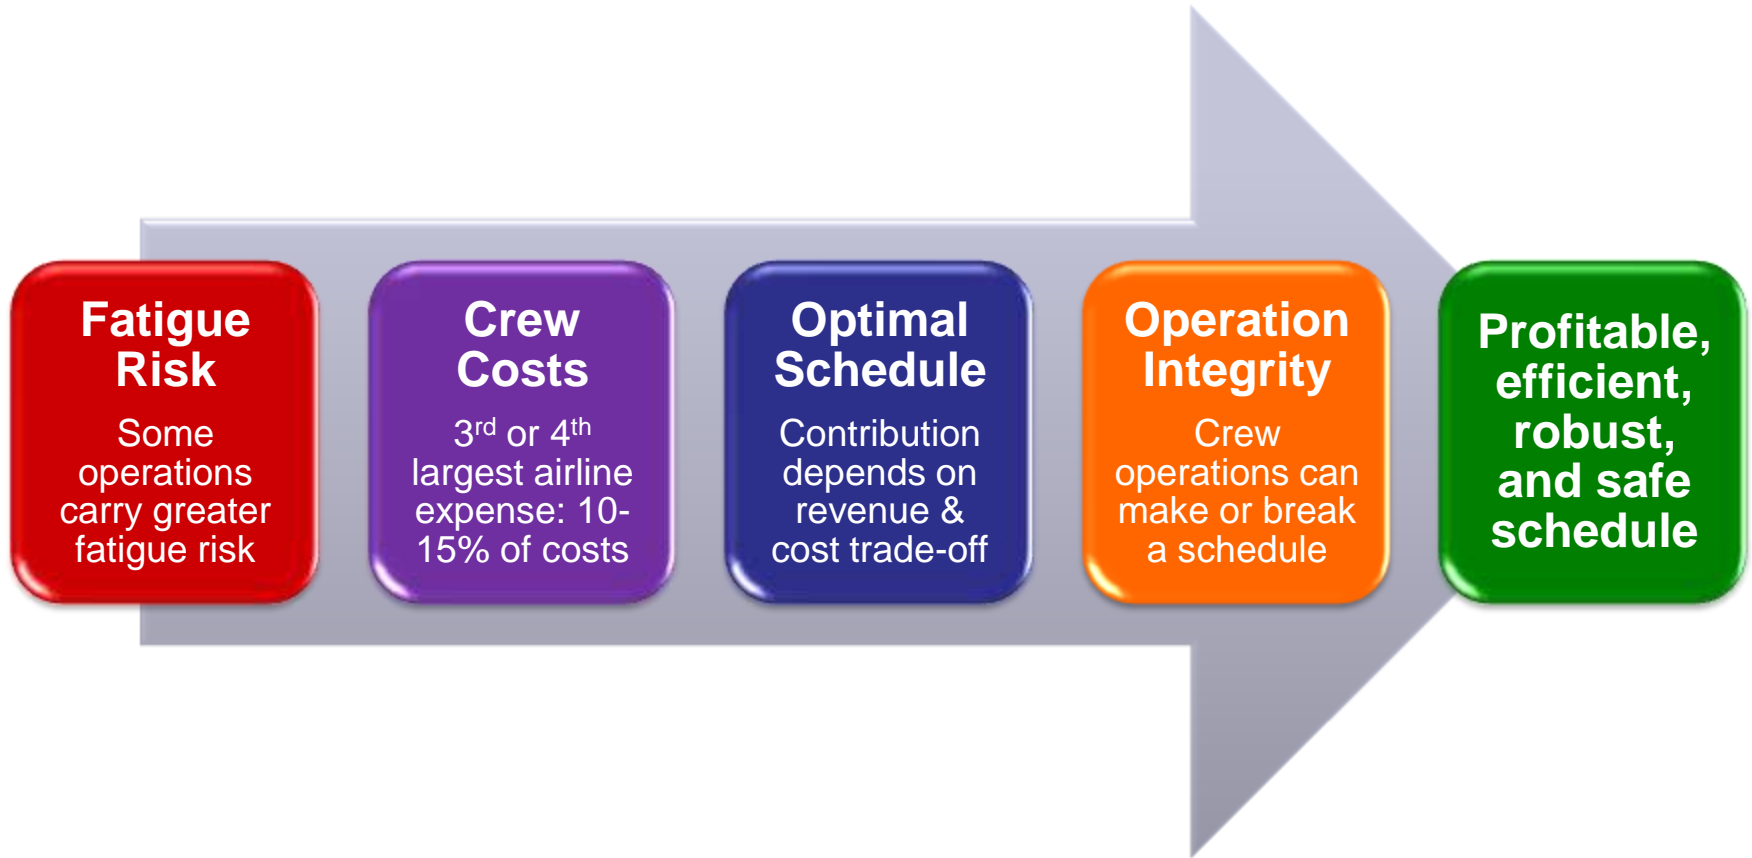 Fatigue
Risk
Some
operations
carry greater
fatigue risk
Crew
Costs
3rd or 4th
largest airline
expense: 10-
15% of costs
Optimal
Schedule
Contribution
depends on
revenue &
cost trade-off
Operation
Integrity
Crew
operations can
make or break
a schedule
Profitable,
efficient,
robust,
and safe
schedule